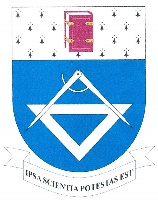 IPSA SCIENTIA POTESTAS EST